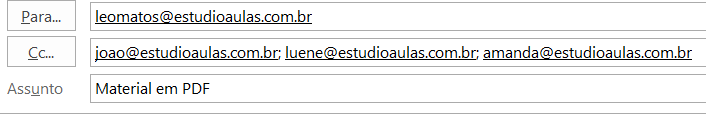 Para... leomatos@estudioaulas.com.br
Cc... joao@estudioaulas.com.br; luene@estudioaulas.com.br; amanda@estudioaulas.com.br
Assunto Material em PDF